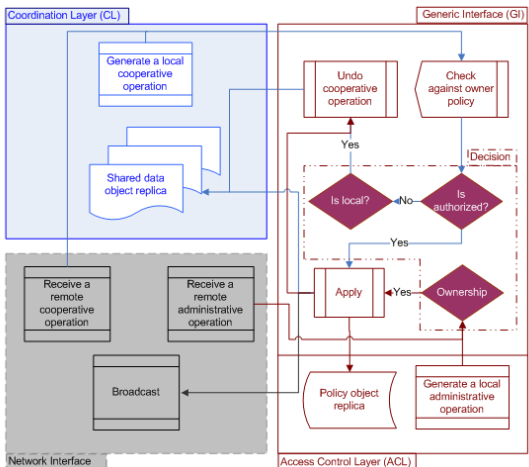 Coordination Layer (CL)
Generic Interface (GI)
Generate a local
cooperative
operation
Undo
cooperative
operation
Check
against owner
policy
Yes
Decision
Shared data
object replica
Is local?
No
Is
authorized?
Yes
Receive a
remote
cooperative
operation
Receive a
remote
administrative
operation
Apply
Yes
Ownership
Broadcast
Policy object
replica
Generate a local
administrative
operation
Network Interface
Access Control Layer (ACL)